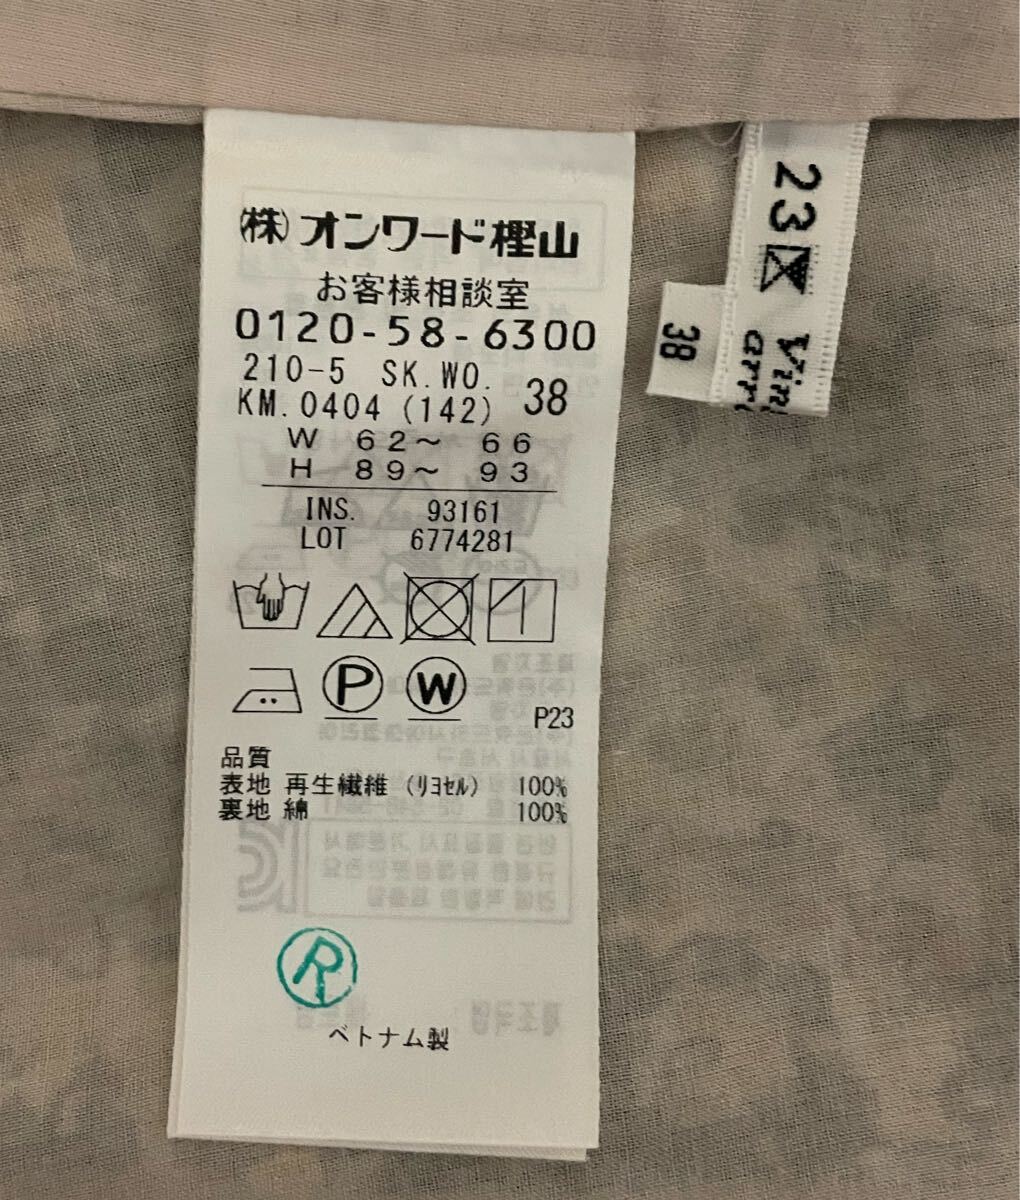 (株)オンワード樫山
お客様相談室
0120-58-6300
210-5 SK.WO.
KM.0404 (142) 38
W 62〜 66
H 89〜 93
INS. 93161
LOT 6774281
P
W
P23
品質
表地 再生繊維 (リヨセル) 100%
裏地 綿 100%
R
ベトナム製
23
38